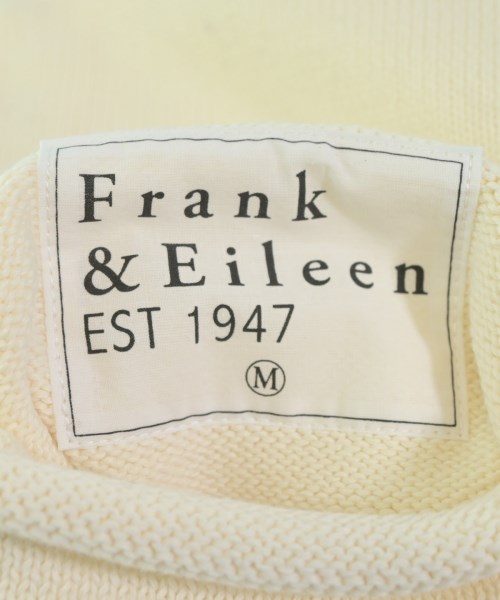 Frank
& Eileen
EST 1947
M